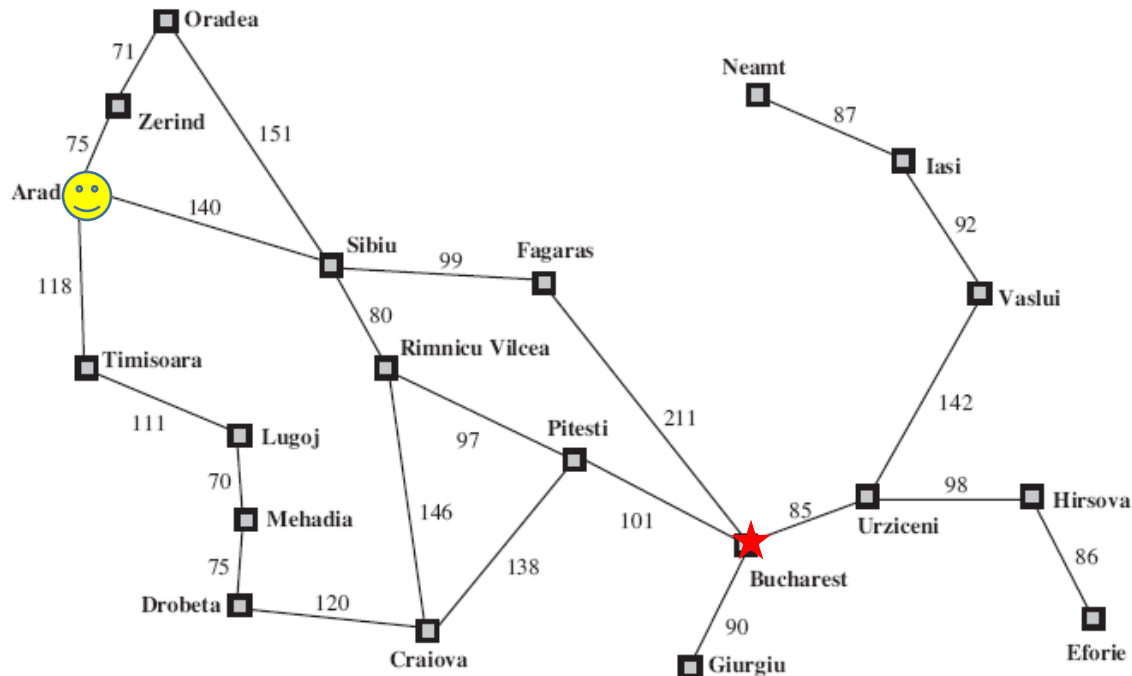 Oradea
71
Neamt
87
Zerind
151
75
Iasi
Arad
140
92
Sibiu
Fagaras
99
118
Vaslui
80
Rimnicu Vilcea
Timisoara
142
211
111
Pitesti
Lugoj
97
70
98
Hirsova
146
85
Mehadia
101
Urziceni
138
86
75
Bucharest
Drobeta
120
90
Craiova
Eforie
Giurgiu